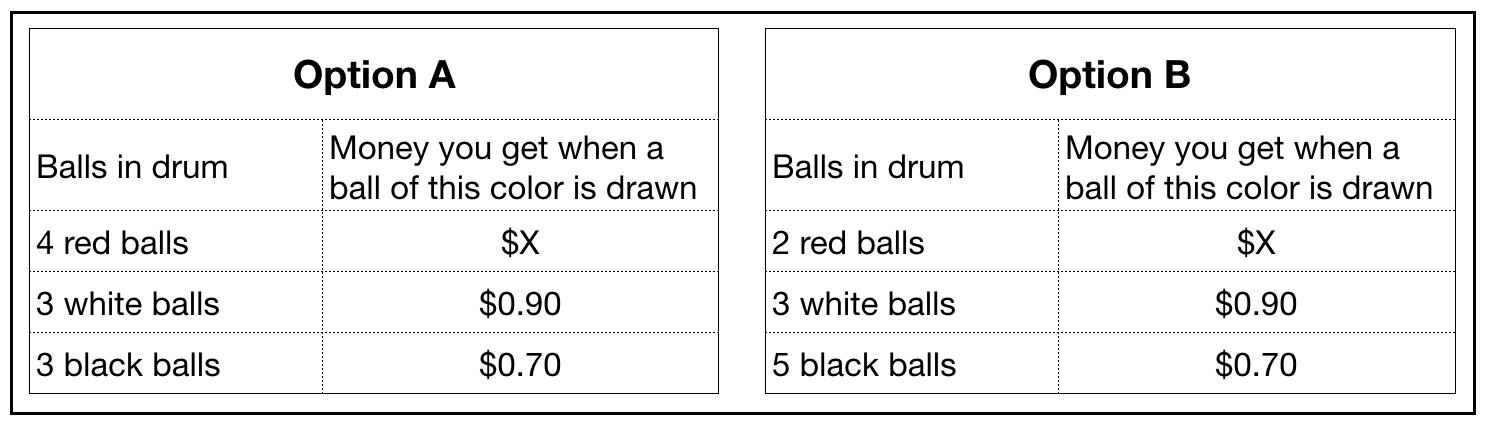 Option A
Balls in drum
Money you get when a
ball of this color is drawn
4 red balls
$X
3 white balls
$0.90
3 black balls
$0.70
Option B
Balls in drum
Money you get when a
ball of this color is drawn
2 red balls
$X
3 white balls
$0.90
5 black balls
$0.70